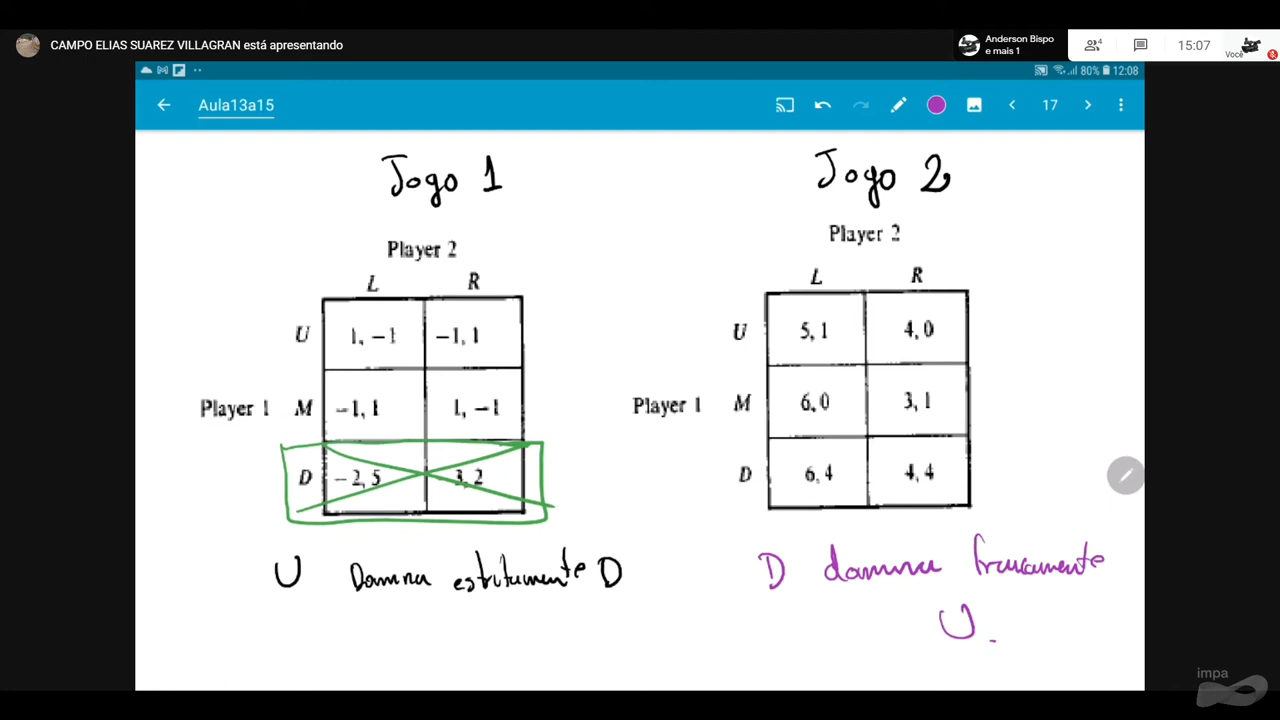 CAMPO ELIAS SUAREZ VILLAGRAN está apresentando
Anderson Bispo
e mais 1
4
15:07
Você
80% 12:08
Aula13a15
17
Jogo 1
Player 2
L R
U 1, −1 −1, 1
Player 1 M −1, 1 1, −1
D −2, 5 −3, 2
U Domina estritamente D
Jogo 2
Player 2
L R
U 5, 1 4, 0
Player 1 M 6, 0 3, 1
D 6, 4 4, 4
D domina fracamente
U.
impa